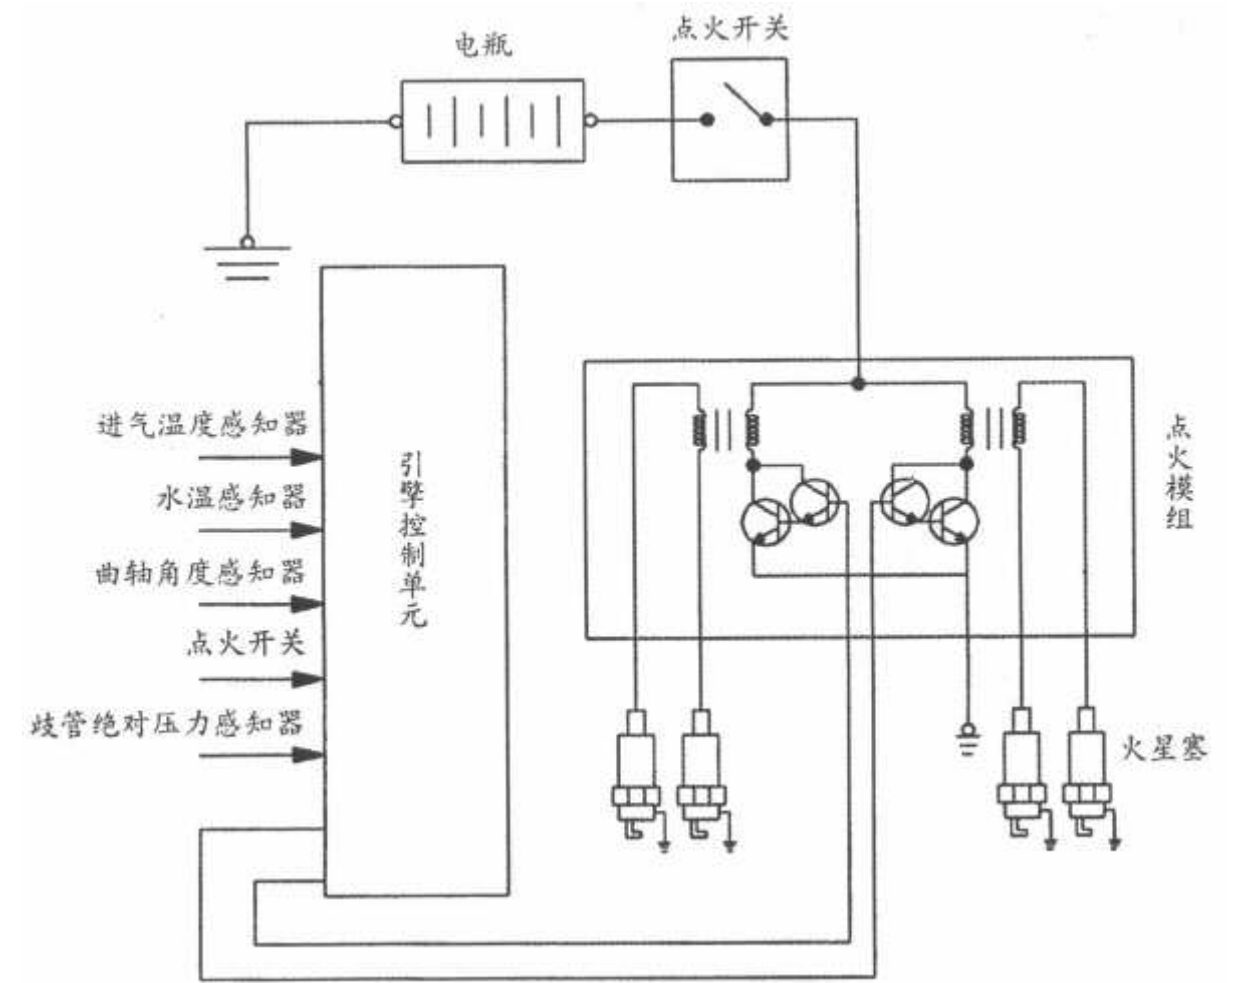 点火开关
电瓶
进气温度感知器
水温感知器
曲轴角度感知器
点火开关
歧管绝对压力感知器
引擎控制单元
点火模组
火星塞